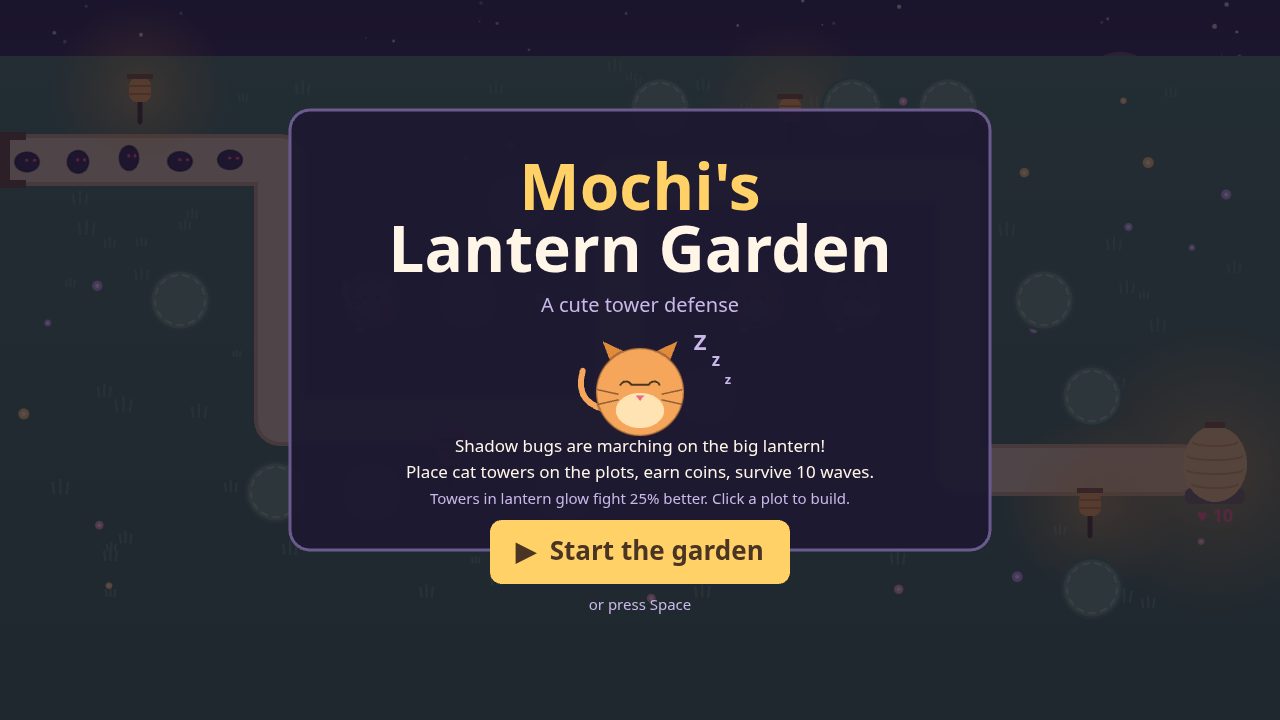 Mochi's
Lantern Garden
A cute tower defense
Z
z
z
Shadow bugs are marching on the big lantern!
Place cat towers on the plots, earn coins, survive 10 waves.
Towers in lantern glow fight 25% better. Click a plot to build.
▶ Start the garden
♥ 10
or press Space